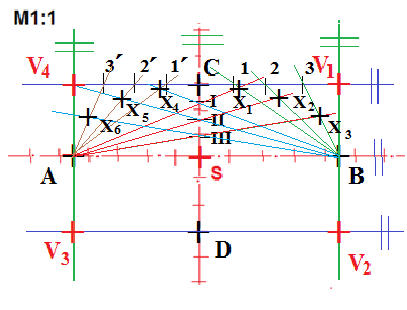 M1:1
3´ 2´ 1´ C 1 2 3
V4 V1
I
X6 X5 X4 X1 X2 X3
II
III
A S B
V3 D V2